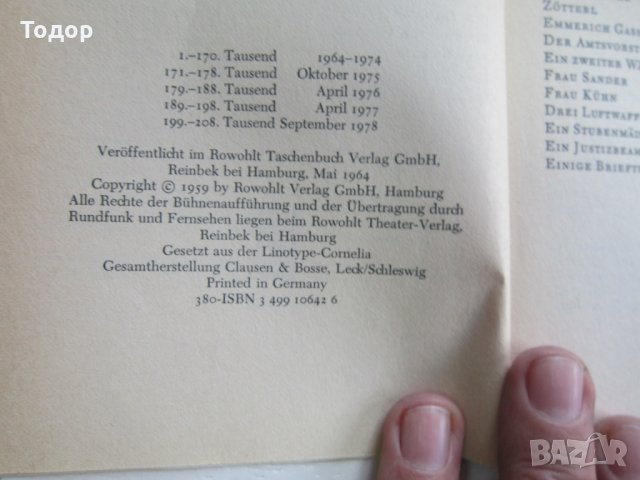 Тодор
1.–170. Tausend 1964–1974
171.–178. Tausend Oktober 1975
179.–188. Tausend April 1976
189.–198. Tausend April 1977
199.–208. Tausend September 1978
Veröffentlicht im Rowohlt Taschenbuch Verlag GmbH,
Reinbek bei Hamburg, Mai 1964
Copyright © 1959 by Rowohlt Verlag GmbH, Hamburg
Alle Rechte der Bühnenaufführung und der Übertragung durch
Rundfunk und Fernsehen liegen beim Rowohlt Theater-Verlag,
Reinbek bei Hamburg
Gesetzt aus der Linotype-Cornelia
Gesamtherstellung Clausen & Bosse, Leck/Schleswig
Printed in Germany
380-ISBN 3 499 10642 6
Zötterl
Emmerich Gass
Der Amtsvorst
Ein zweiter Wä
Frau Sander
Frau Kühn
Drei Luftwaff
Ein Stubenmä
Ein Justizbeam
Einige Brieft
BAZAR